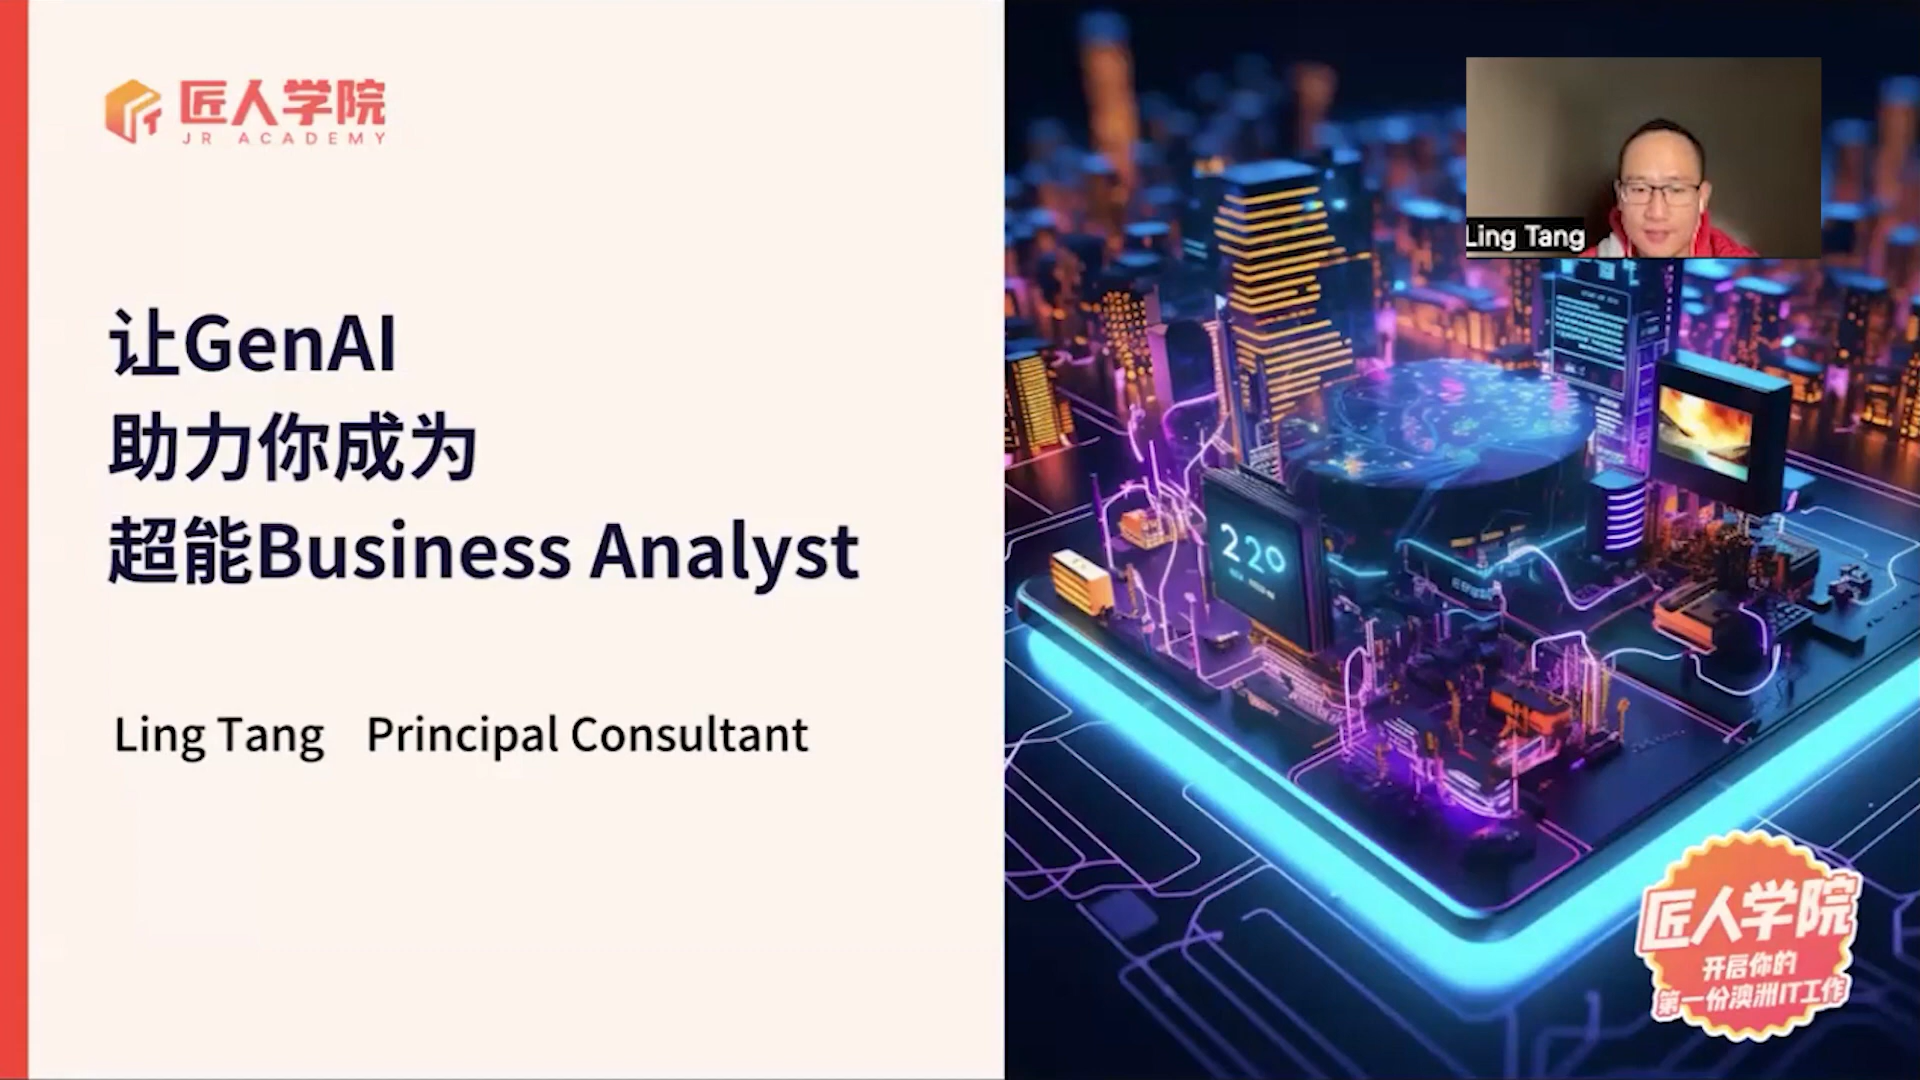 匠人学院
JR ACADEMY
让GenAI
助力你成为
超能Business Analyst
Ling Tang Principal Consultant
Ling Tang
220
匠人学院
开启你的
第一份澳洲IT工作